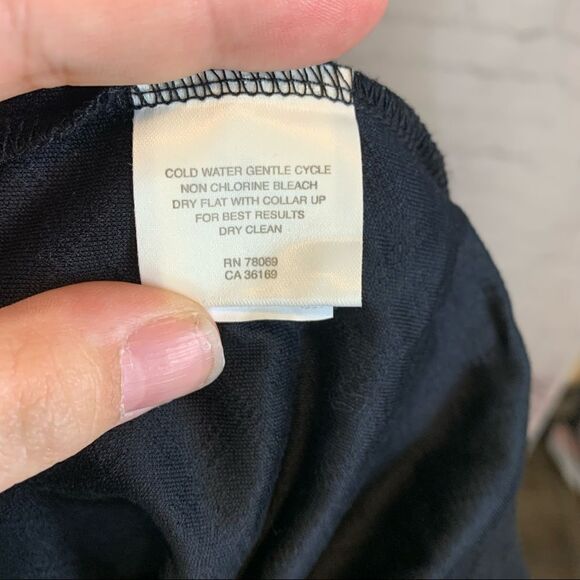 COLD WATER GENTLE CYCLE
NON CHLORINE BLEACH
DRY FLAT WITH COLLAR UP
FOR BEST RESULTS
DRY CLEAN
RN 78069
CA 36169